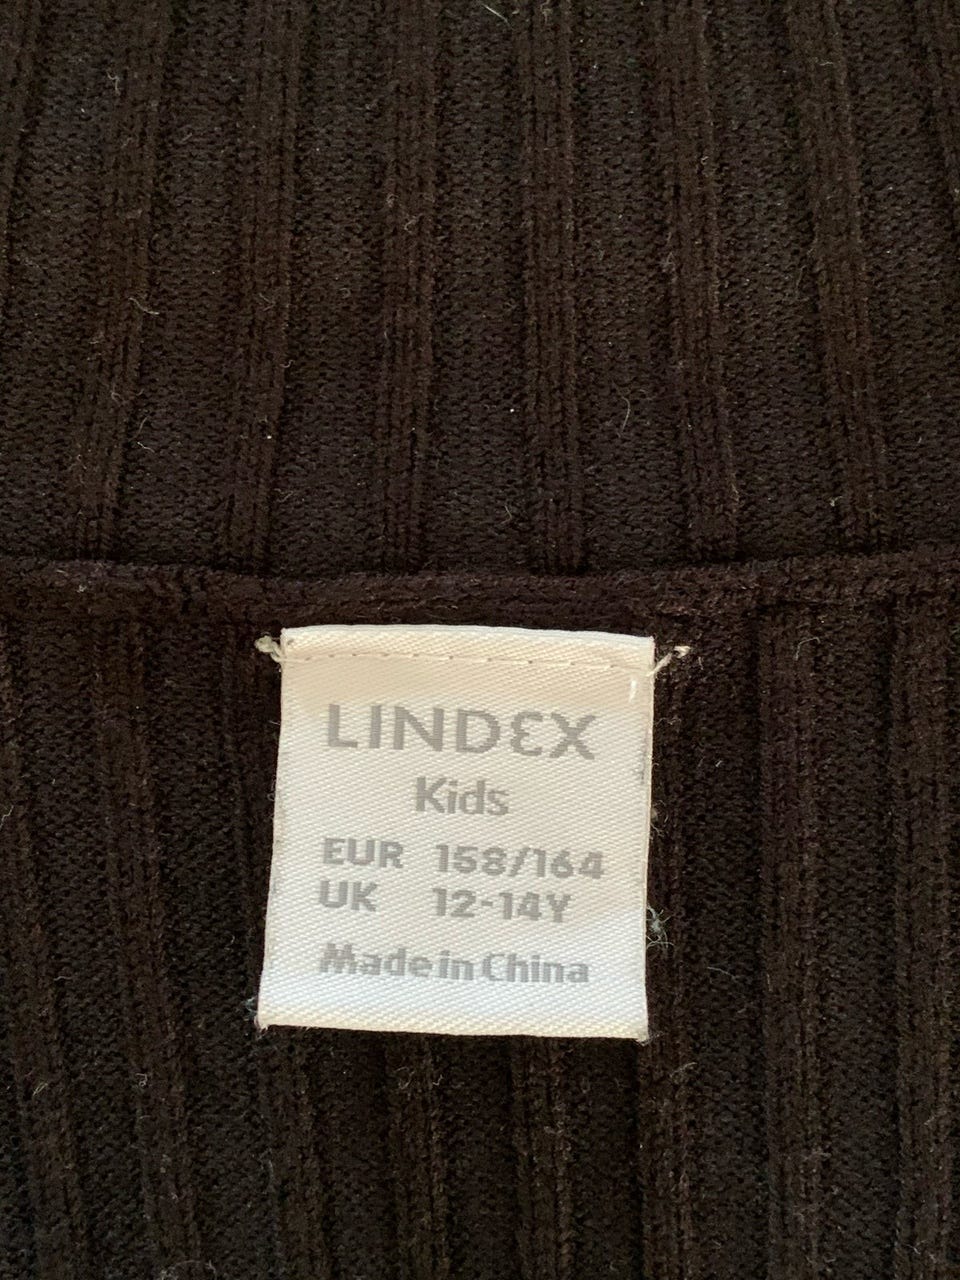 LINDEX
Kids
EUR 158/164
UK 12-14Y
Made in China